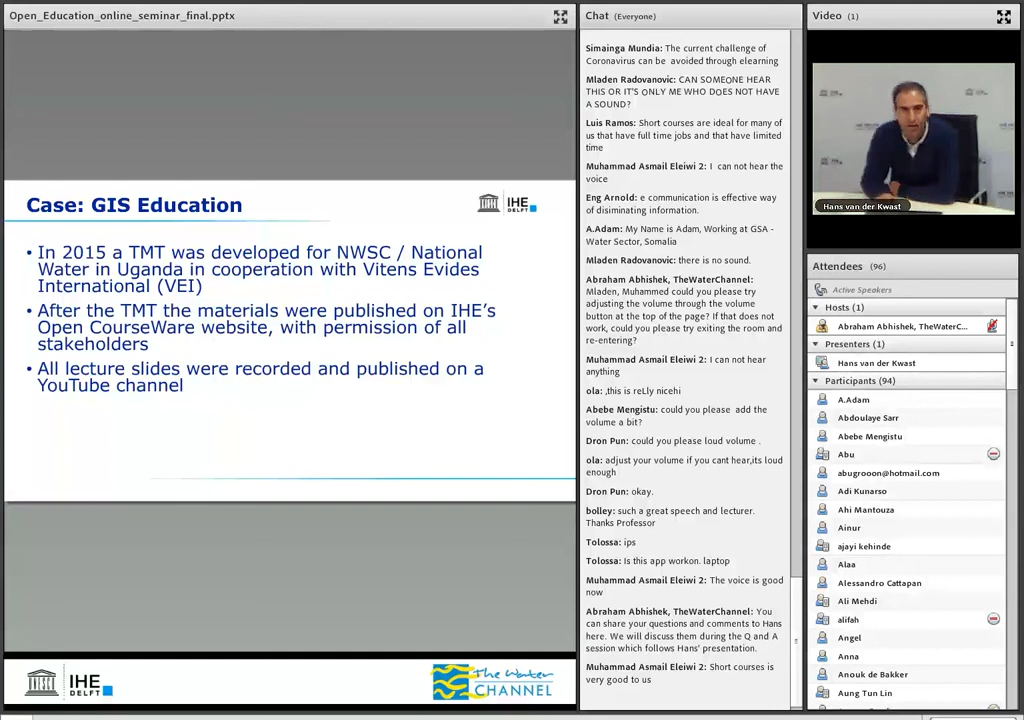 Open_Education_online_seminar_final.pptx
Case: GIS Education
IHE
DELFT
• In 2015 a TMT was developed for NWSC / National
Water in Uganda in cooperation with Vitens Evides
International (VEI)
• After the TMT the materials were published on IHE's
Open CourseWare website, with permission of all
stakeholders
• All lecture slides were recorded and published on a
YouTube channel
UNESCO
IHE
DELFT
The Water
CHANNEL
Chat (Everyone)
Simainga Mundia: The current challenge of
Coronavirus can be avoided through elearning
Mladen Radovanovic: CAN SOMEONE HEAR
THIS OR IT'S ONLY ME WHO DOES NOT HAVE
A SOUND?
Luis Ramos: Short courses are ideal for many of
us that have full time jobs and that have limited
time
Muhammad Asmail Eleiwi 2: I can not hear the
voice
Eng Arnold: e communication is effective way
of disiminating information.
A.Adam: My Name is Adam, Working at GSA -
Water Sector, Somalia
Mladen Radovanovic: there is no sound.
Abraham Abhishek, TheWaterChannel:
Mladen, Muhammed could you please try
adjusting the volume through the volume
button at the top of the page? If that does not
work, could you please try exiting the room and
re-entering?
Muhammad Asmail Eleiwi 2: I can not hear
anything
ola: ,this is reLly nicehi
Abebe Mengistu: could you please add the
volume a bit?
Dron Pun: could you please loud volume .
ola: adjust your volume if you cant hear,its loud
enough
Dron Pun: okay.
bolley: such a great speech and lecturer.
Thanks Professor
Tolossa: ips
Tolossa: Is this app workon. laptop
Muhammad Asmail Eleiwi 2: The voice is good
now
Abraham Abhishek, TheWaterChannel: You
can share your questions and comments to Hans
here. We will discuss them during the Q and A
session which follows Hans' presentation.
Muhammad Asmail Eleiwi 2: Short courses is
very good to us
Video (1)
Hans van der Kwast
Attendees (96)
Active Speakers
Hosts (1)
Abraham Abhishek, TheWaterC...
Presenters (1)
Hans van der Kwast
Participants (94)
A.Adam
Abdoulaye Sarr
Abebe Mengistu
Abu
abugrooon@hotmail.com
Adi Kunarso
Ahi Mantouza
Ainur
ajayi kehinde
Alaa
Alessandro Cattapan
Ali Mehdi
alifah
Angel
Anna
Anouk de Bakker
Aung Tun Lin